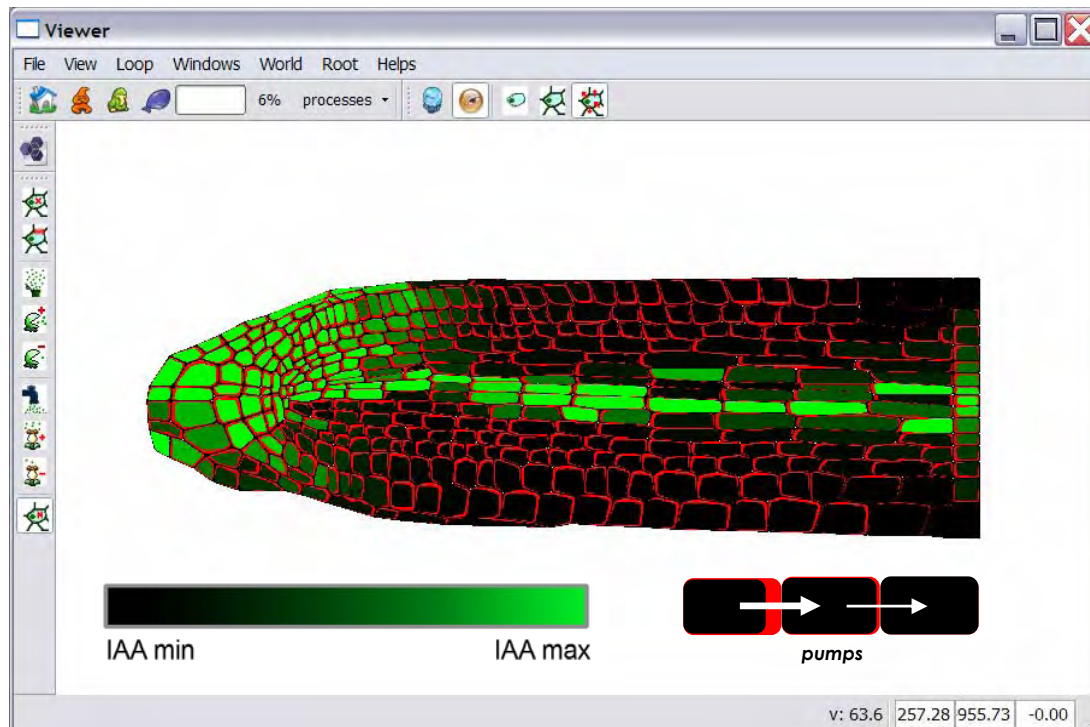 Viewer
File View Loop Windows World Root Helps
6% processes
IAA min IAA max
pumps
v: 63.6 257.28 955.73 -0.00